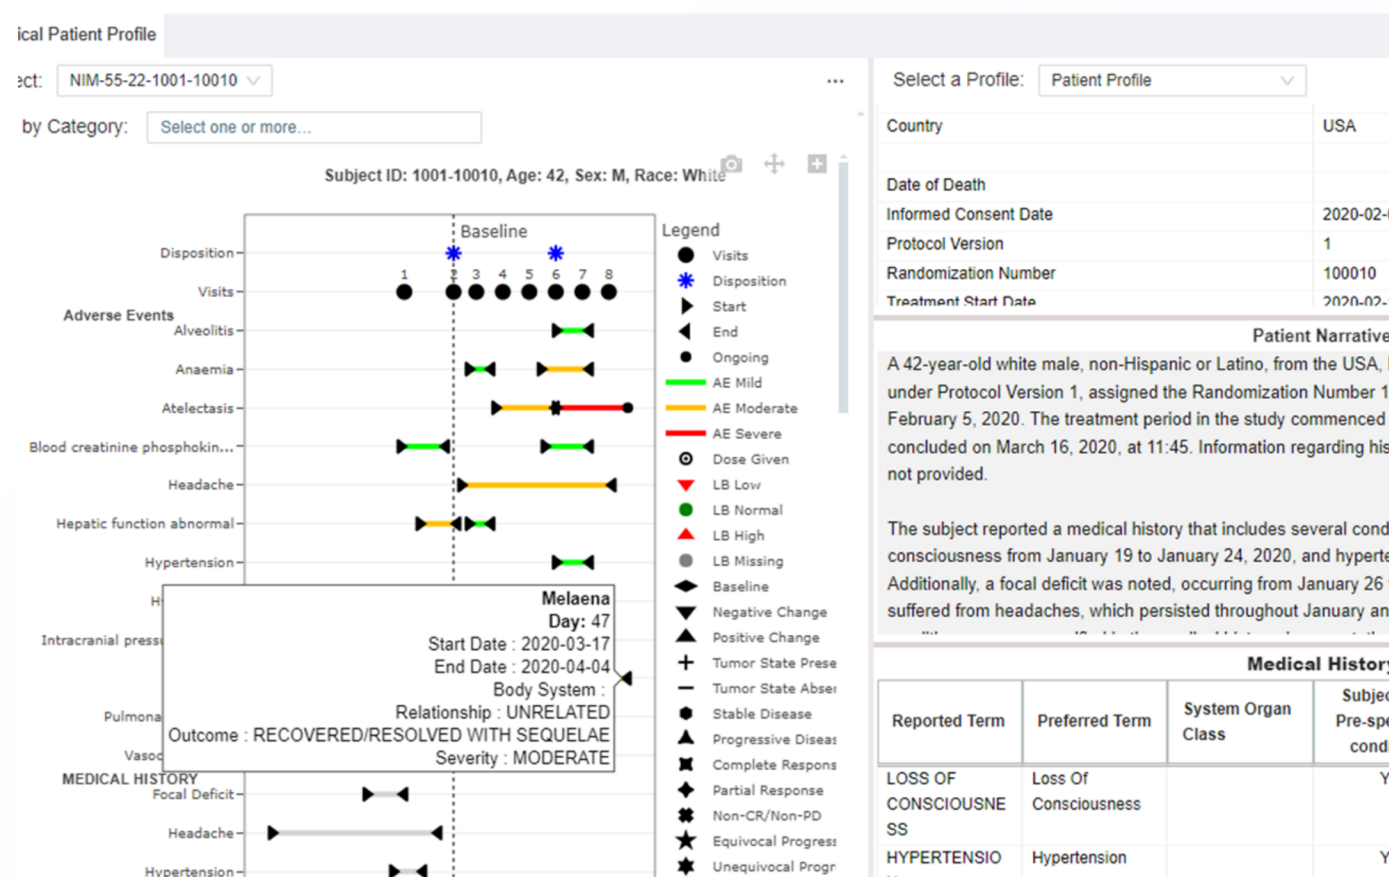 ical Patient Profile
ect: NIM-55-22-1001-10010
by Category: Select one or more...
Subject ID: 1001-10010, Age: 42, Sex: M, Race: White
Baseline
Disposition
1 2 3 4 5 6 7 8
Visits
Adverse Events
Alveolitis
Anaemia
Atelectasis
Blood creatinine phosphokin...
Headache
Hepatic function abnormal
Hypertension
H
Intracranial pressu
Pulmona
Vasoc
MEDICAL HISTORY
Focal Deficit
Headache
Hypertension
Melaena
Day: 47
Start Date : 2020-03-17
End Date : 2020-04-04
Body System :
Relationship : UNRELATED
Outcome : RECOVERED/RESOLVED WITH SEQUELAE
Severity : MODERATE
Legend
Visits
Disposition
Start
End
Ongoing
AE Mild
AE Moderate
AE Severe
Dose Given
LB Low
LB Normal
LB High
LB Missing
Baseline
Negative Change
Positive Change
Tumor State Prese
Tumor State Abser
Stable Disease
Progressive Diseas
Complete Respons
Partial Response
Non-CR/Non-PD
Equivocal Progress
Unequivocal Progr
Select a Profile: Patient Profile
Country USA
Date of Death
Informed Consent Date 2020-02-
Protocol Version 1
Randomization Number 100010
Treatment Start Date 2020-02-
Patient Narrative
A 42-year-old white male, non-Hispanic or Latino, from the USA,
under Protocol Version 1, assigned the Randomization Number 1
February 5, 2020. The treatment period in the study commenced
concluded on March 16, 2020, at 11:45. Information regarding his
not provided.
The subject reported a medical history that includes several cond
consciousness from January 19 to January 24, 2020, and hyperte
Additionally, a focal deficit was noted, occurring from January 26
suffered from headaches, which persisted throughout January an
Medical History
Reported Term Preferred Term System Organ Class Subjec Pre-spe condi
LOSS OF CONSCIOUSNE SS Loss Of Consciousness Y
HYPERTENSIO Hypertension Y